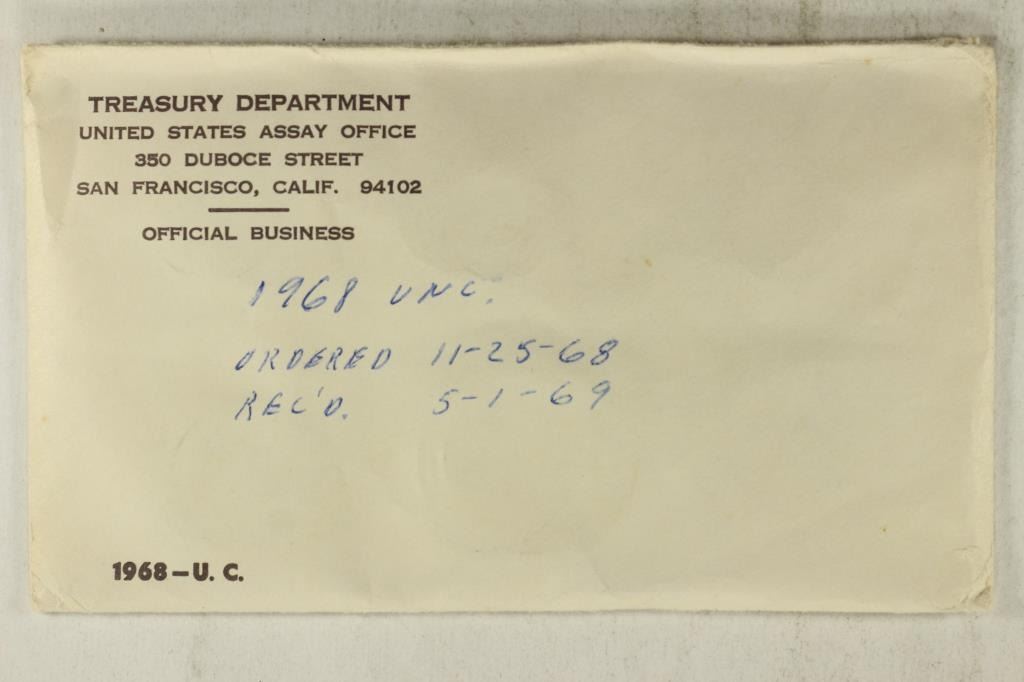 TREASURY DEPARTMENT
UNITED STATES ASSAY OFFICE
350 DUBOCE STREET
SAN FRANCISCO, CALIF. 94102
OFFICIAL BUSINESS
1968 UNC.
ORDERED 11-25-68
REC'D. 5-1-69
1968-U. C.